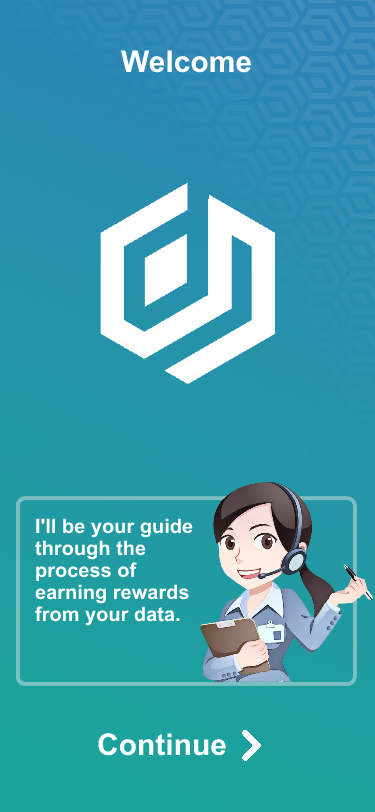 Welcome
I'll be your guide
through the
process of
earning rewards
from your data.
Continue